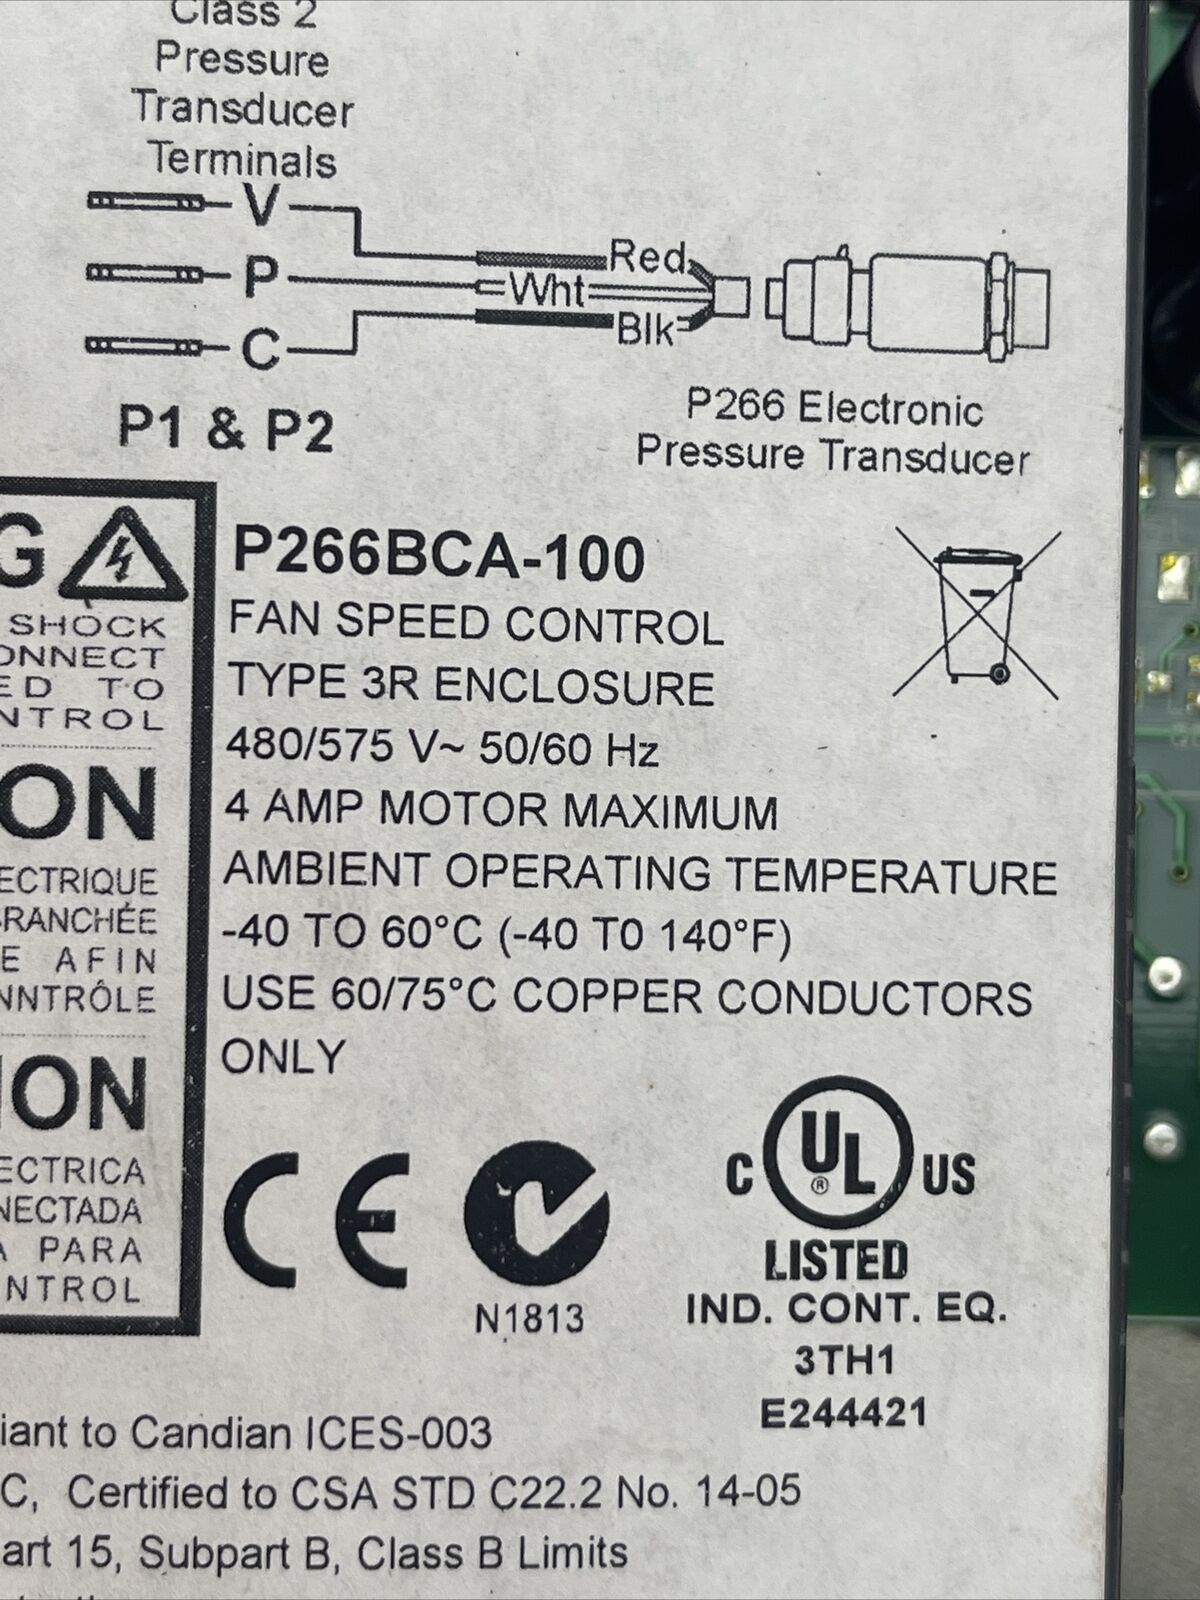 Class 2
Pressure
Transducer
Terminals
V
P
C
Red
Wht
Blk
P1 & P2
P266 Electronic
Pressure Transducer
G
SHOCK
ONNECT
ED TO
NTROL
ON
ECTRIQUE
BRANCHÉE
E AFIN
NNTRÔLE
ION
ECTRICA
NECTADA
A PARA
NTROL
P266BCA-100
FAN SPEED CONTROL
TYPE 3R ENCLOSURE
480/575 V~ 50/60 Hz
4 AMP MOTOR MAXIMUM
AMBIENT OPERATING TEMPERATURE
-40 TO 60°C (-40 T0 140°F)
USE 60/75°C COPPER CONDUCTORS
ONLY
CE
N1813
C UL® US
LISTED
IND. CONT. EQ.
3TH1
E244421
iant to Candian ICES-003
C, Certified to CSA STD C22.2 No. 14-05
art 15, Subpart B, Class B Limits